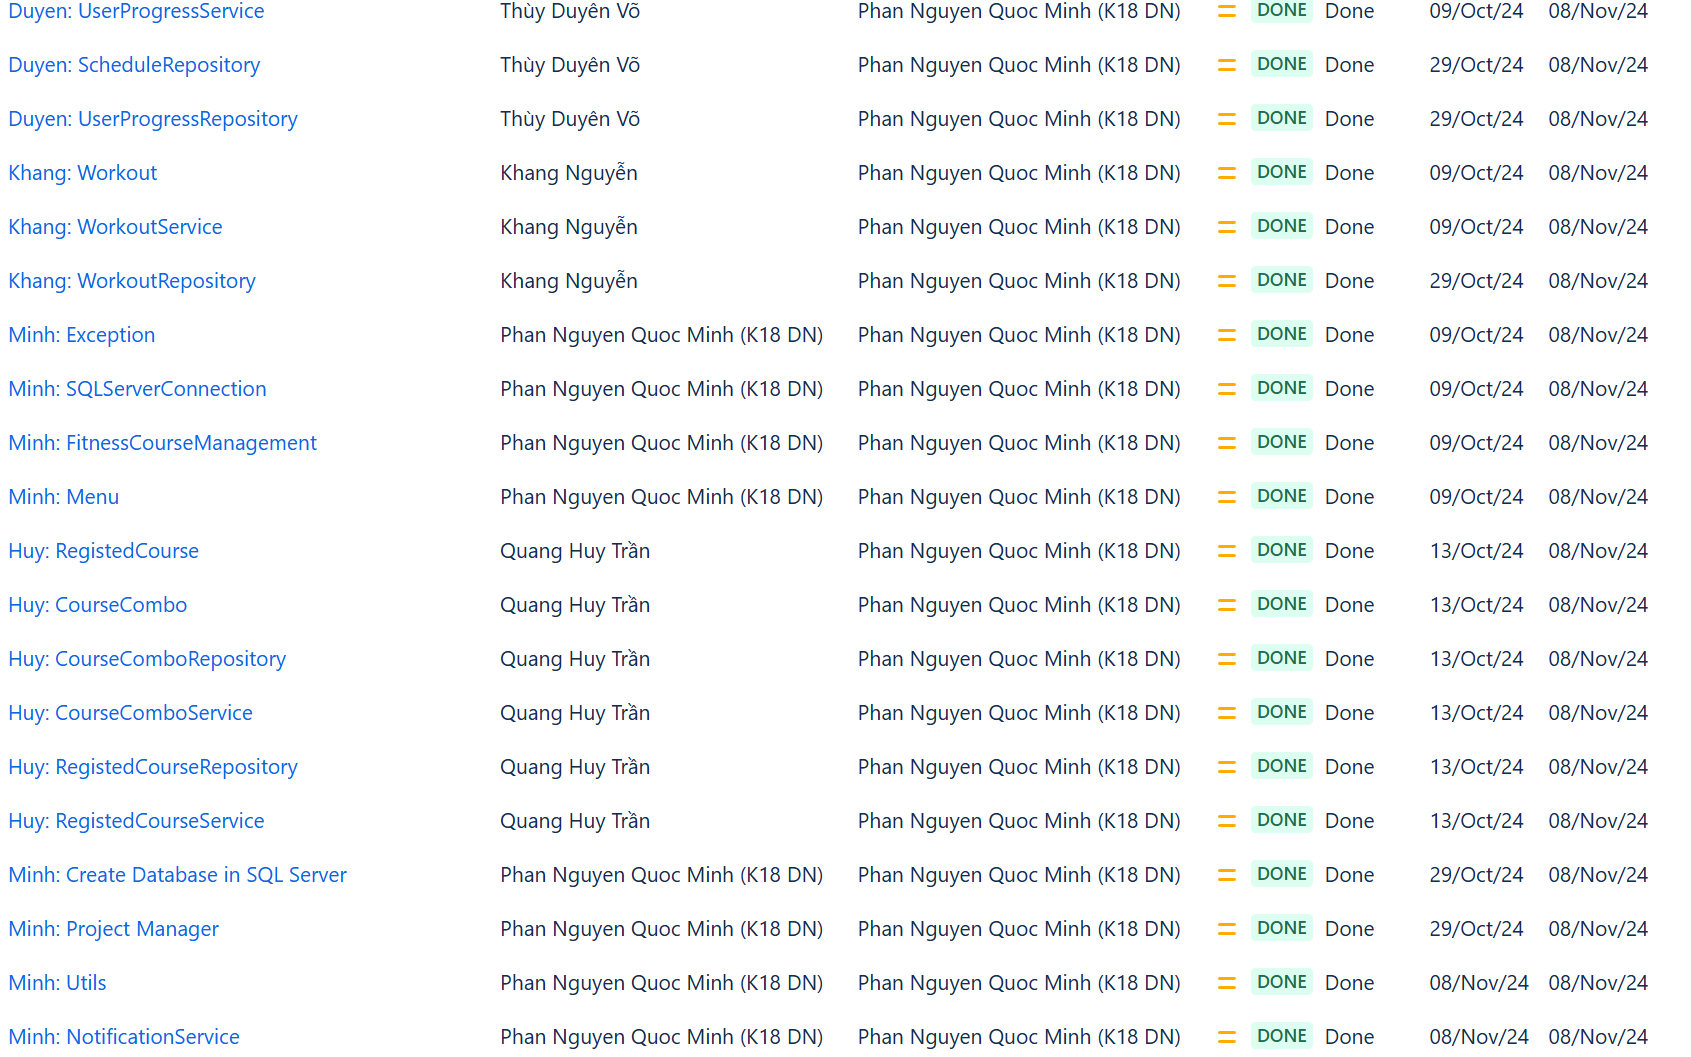 Duyen: UserProgressService Thùy Duyên Võ Phan Nguyen Quoc Minh (K18 DN) DONE Done 09/Oct/24 08/Nov/24
Duyen: ScheduleRepository Thùy Duyên Võ Phan Nguyen Quoc Minh (K18 DN) DONE Done 29/Oct/24 08/Nov/24
Duyen: UserProgressRepository Thùy Duyên Võ Phan Nguyen Quoc Minh (K18 DN) DONE Done 29/Oct/24 08/Nov/24
Khang: Workout Khang Nguyễn Phan Nguyen Quoc Minh (K18 DN) DONE Done 09/Oct/24 08/Nov/24
Khang: WorkoutService Khang Nguyễn Phan Nguyen Quoc Minh (K18 DN) DONE Done 09/Oct/24 08/Nov/24
Khang: WorkoutRepository Khang Nguyễn Phan Nguyen Quoc Minh (K18 DN) DONE Done 29/Oct/24 08/Nov/24
Minh: Exception Phan Nguyen Quoc Minh (K18 DN) Phan Nguyen Quoc Minh (K18 DN) DONE Done 09/Oct/24 08/Nov/24
Minh: SQLServerConnection Phan Nguyen Quoc Minh (K18 DN) Phan Nguyen Quoc Minh (K18 DN) DONE Done 09/Oct/24 08/Nov/24
Minh: FitnessCourseManagement Phan Nguyen Quoc Minh (K18 DN) Phan Nguyen Quoc Minh (K18 DN) DONE Done 09/Oct/24 08/Nov/24
Minh: Menu Phan Nguyen Quoc Minh (K18 DN) Phan Nguyen Quoc Minh (K18 DN) DONE Done 09/Oct/24 08/Nov/24
Huy: RegistedCourse Quang Huy Trần Phan Nguyen Quoc Minh (K18 DN) DONE Done 13/Oct/24 08/Nov/24
Huy: CourseCombo Quang Huy Trần Phan Nguyen Quoc Minh (K18 DN) DONE Done 13/Oct/24 08/Nov/24
Huy: CourseComboRepository Quang Huy Trần Phan Nguyen Quoc Minh (K18 DN) DONE Done 13/Oct/24 08/Nov/24
Huy: CourseComboService Quang Huy Trần Phan Nguyen Quoc Minh (K18 DN) DONE Done 13/Oct/24 08/Nov/24
Huy: RegistedCourseRepository Quang Huy Trần Phan Nguyen Quoc Minh (K18 DN) DONE Done 13/Oct/24 08/Nov/24
Huy: RegistedCourseService Quang Huy Trần Phan Nguyen Quoc Minh (K18 DN) DONE Done 13/Oct/24 08/Nov/24
Minh: Create Database in SQL Server Phan Nguyen Quoc Minh (K18 DN) Phan Nguyen Quoc Minh (K18 DN) DONE Done 29/Oct/24 08/Nov/24
Minh: Project Manager Phan Nguyen Quoc Minh (K18 DN) Phan Nguyen Quoc Minh (K18 DN) DONE Done 29/Oct/24 08/Nov/24
Minh: Utils Phan Nguyen Quoc Minh (K18 DN) Phan Nguyen Quoc Minh (K18 DN) DONE Done 08/Nov/24 08/Nov/24
Minh: NotificationService Phan Nguyen Quoc Minh (K18 DN) Phan Nguyen Quoc Minh (K18 DN) DONE Done 08/Nov/24 08/Nov/24